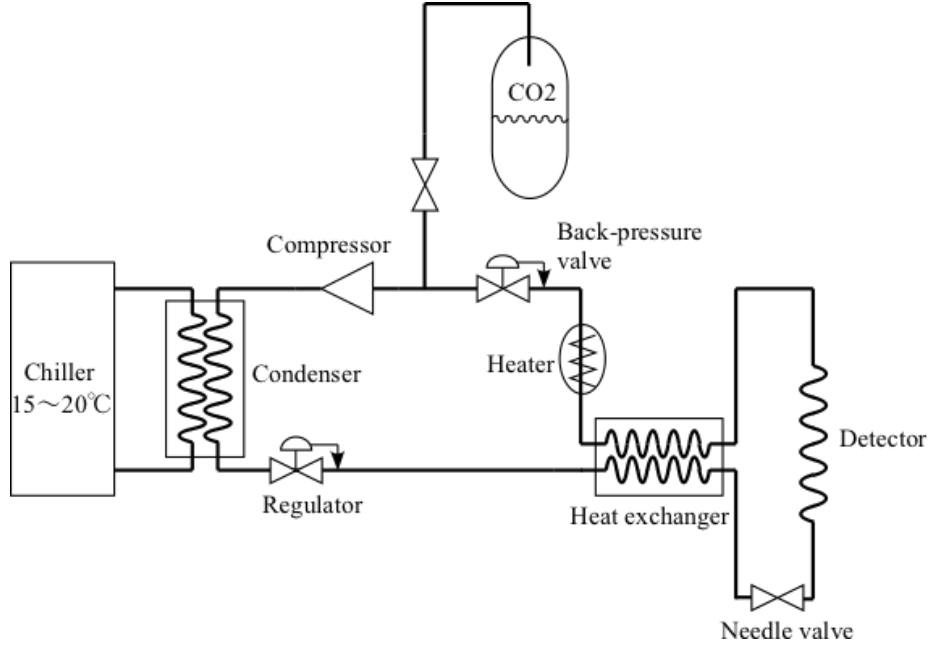 CO2
Compressor
Back-pressure
valve
Chiller
15～20℃
Condenser
Heater
Detector
Regulator
Heat exchanger
Needle valve